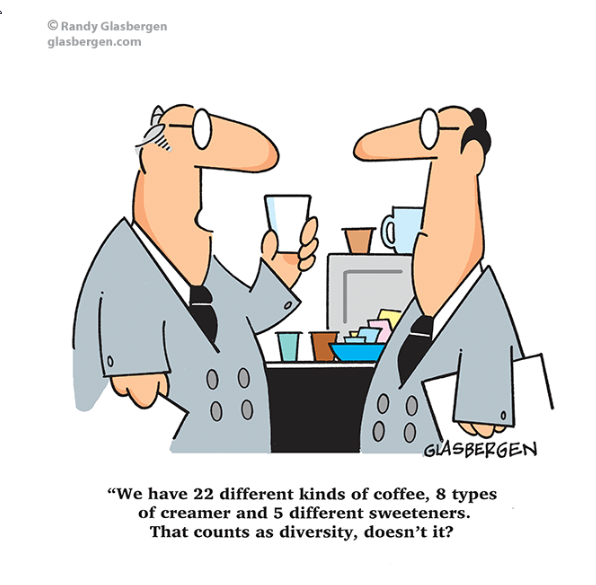 © Randy Glasbergen
glasbergen.com
GLASBERGEN
“We have 22 different kinds of coffee, 8 types
of creamer and 5 different sweeteners.
That counts as diversity, doesn’t it?